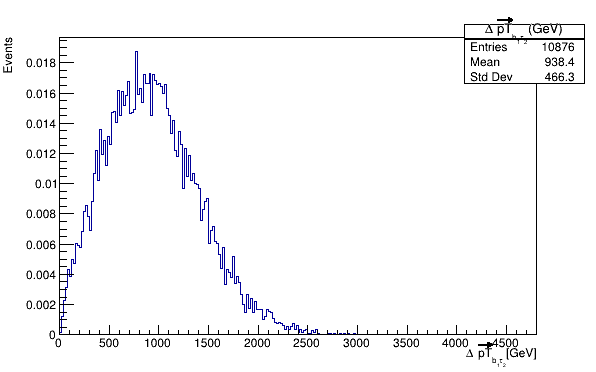 Δ pT b₁τ₂ (GeV)
Entries 10876
Mean 938.4
Std Dev 466.3
Events
0.018
0.016
0.014
0.012
0.01
0.008
0.006
0.004
0.002
0
0 500 1000 1500 2000 2500 3000 3500 4000 4500
Δ pT b₁τ₂ [GeV]